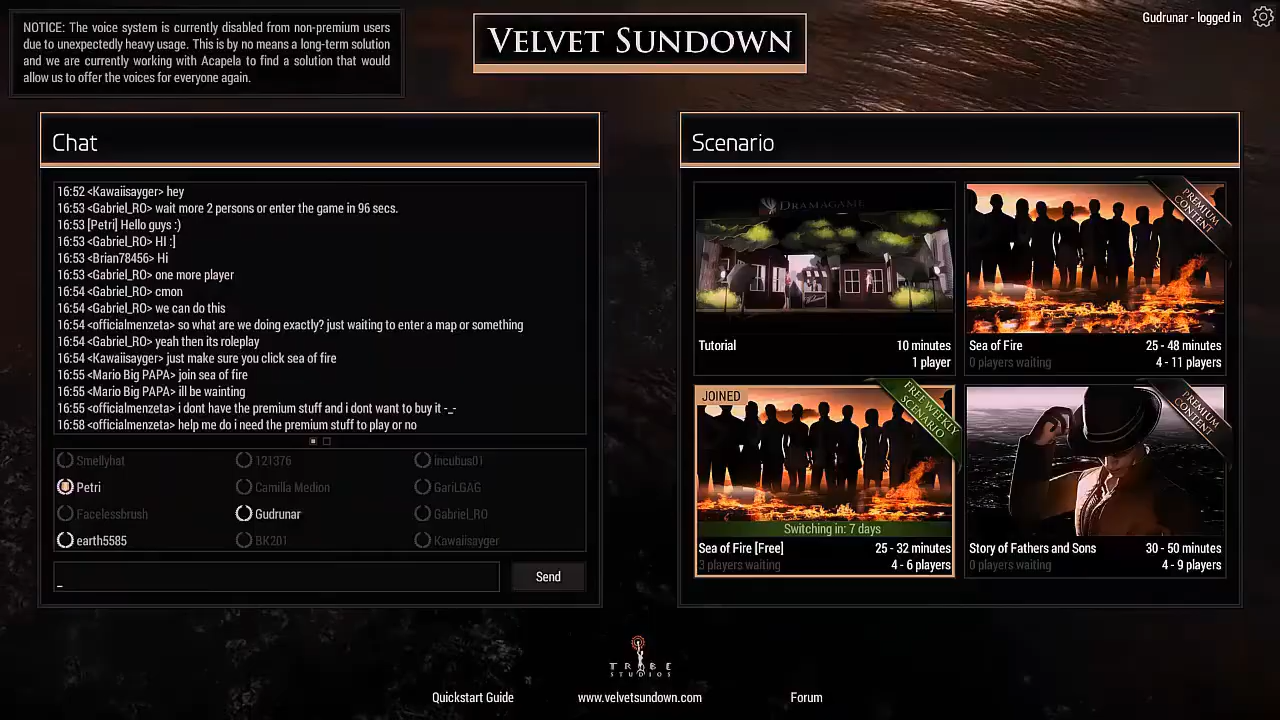 NOTICE: The voice system is currently disabled from non-premium users
due to unexpectedly heavy usage. This is by no means a long-term solution
and we are currently working with Acapela to find a solution that would
allow us to offer the voices for everyone again.
VELVET SUNDOWN
Gudrunar - logged in
Chat
16:52 <Kawaiisayger> hey
16:53 <Gabriel_RO> wait more 2 persons or enter the game in 96 secs.
16:53 [Petri] Hello guys :)
16:53 <Gabriel_RO> HI :]
16:53 <Brian78456> Hi
16:53 <Gabriel_RO> one more player
16:54 <Gabriel_RO> cmon
16:54 <Gabriel_RO> we can do this
16:54 <officialmenzeta> so what are we doing exactly? just waiting to enter a map or something
16:54 <Gabriel_RO> yeah then its roleplay
16:54 <Kawaiisayger> just make sure you click sea of fire
16:55 <Mario Big PAPA> join sea of fire
16:55 <Mario Big PAPA> ill be wainting
16:55 <officialmenzeta> i dont have the premium stuff and i dont want to buy it -_-
16:58 <officialmenzeta> help me do i need the premium stuff to play or no
Smellyhat 121376 incubus01
Petri Camilla Medion GariLGAG
Facelessbrush Gudrunar Gabriel_RO
earth5585 BK201 Kawaiisayger
_
Send
Scenario
DRAMAGAME
Tutorial 10 minutes
1 player
PREMIUM
CONTENT
Sea of Fire 25 - 48 minutes
0 players waiting 4 - 11 players
JOINED
FREE WEEKLY
SCENARIO
Switching in: 7 days
Sea of Fire [Free] 25 - 32 minutes
3 players waiting 4 - 6 players
PREMIUM
CONTENT
Story of Fathers and Sons 30 - 50 minutes
0 players waiting 4 - 9 players
TRIBE
STUDIOS
Quickstart Guide www.velvetsundown.com Forum